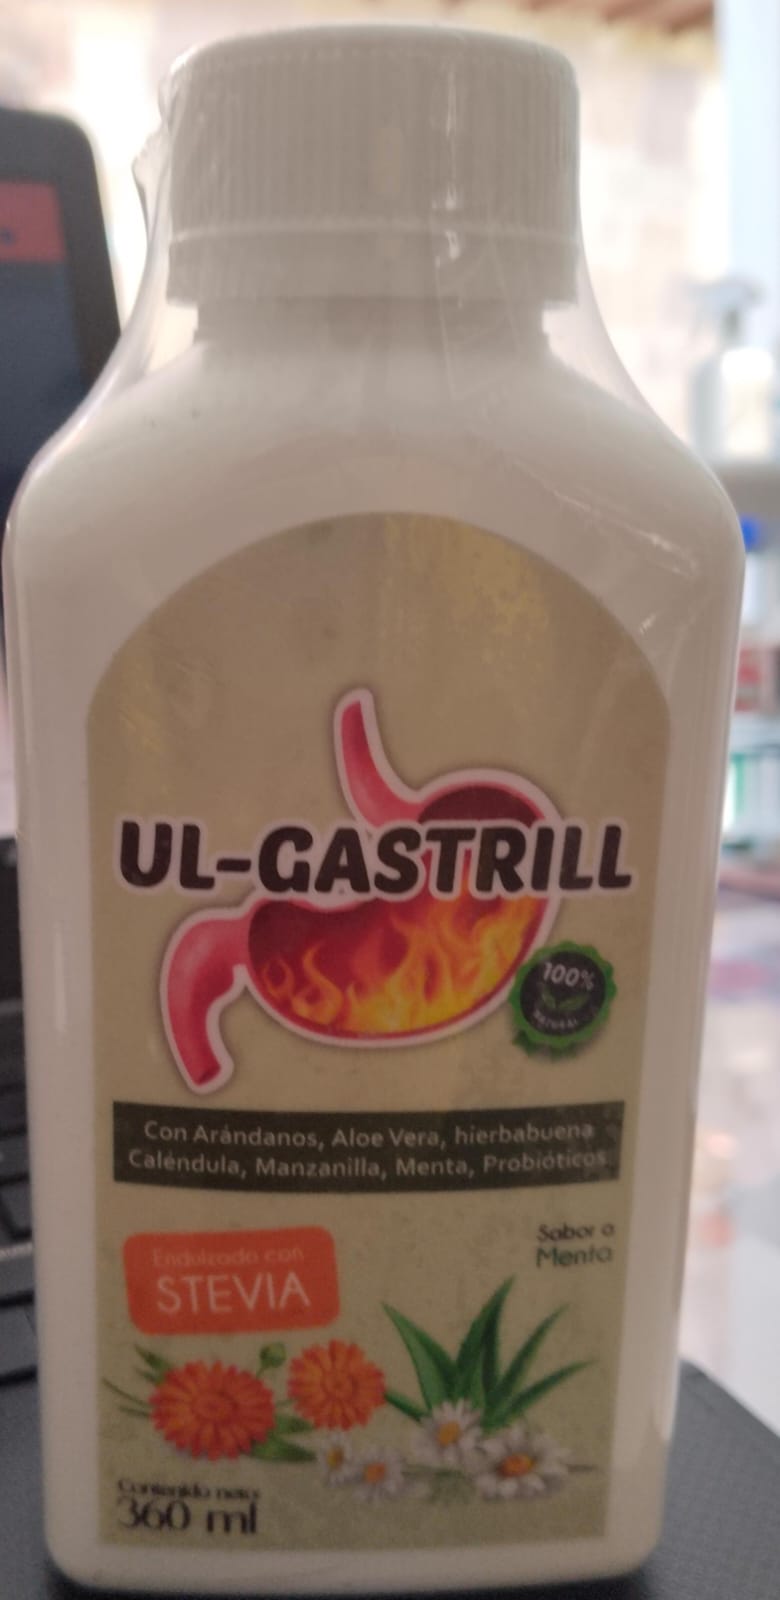 UL-GASTRILL
100%
NATURAL
Con Arándanos, Aloe Vera, hierbabuena
Caléndula, Manzanilla, Menta, Probióticos
Endulzado con
STEVIA
Sabor a
Menta
Contenido neto:
360 ml